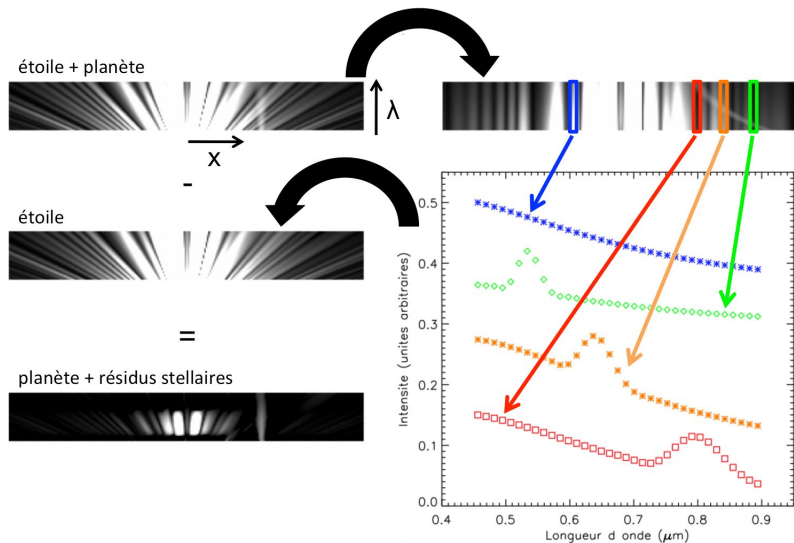 étoile + planète
λ
x
-
étoile
=
planète + résidus stellaires
Intensite (unites arbitraires)
0.5
0.4
0.3
0.2
0.1
0.0
0.4 0.5 0.6 0.7 0.8 0.9
Longueur d onde (μm)